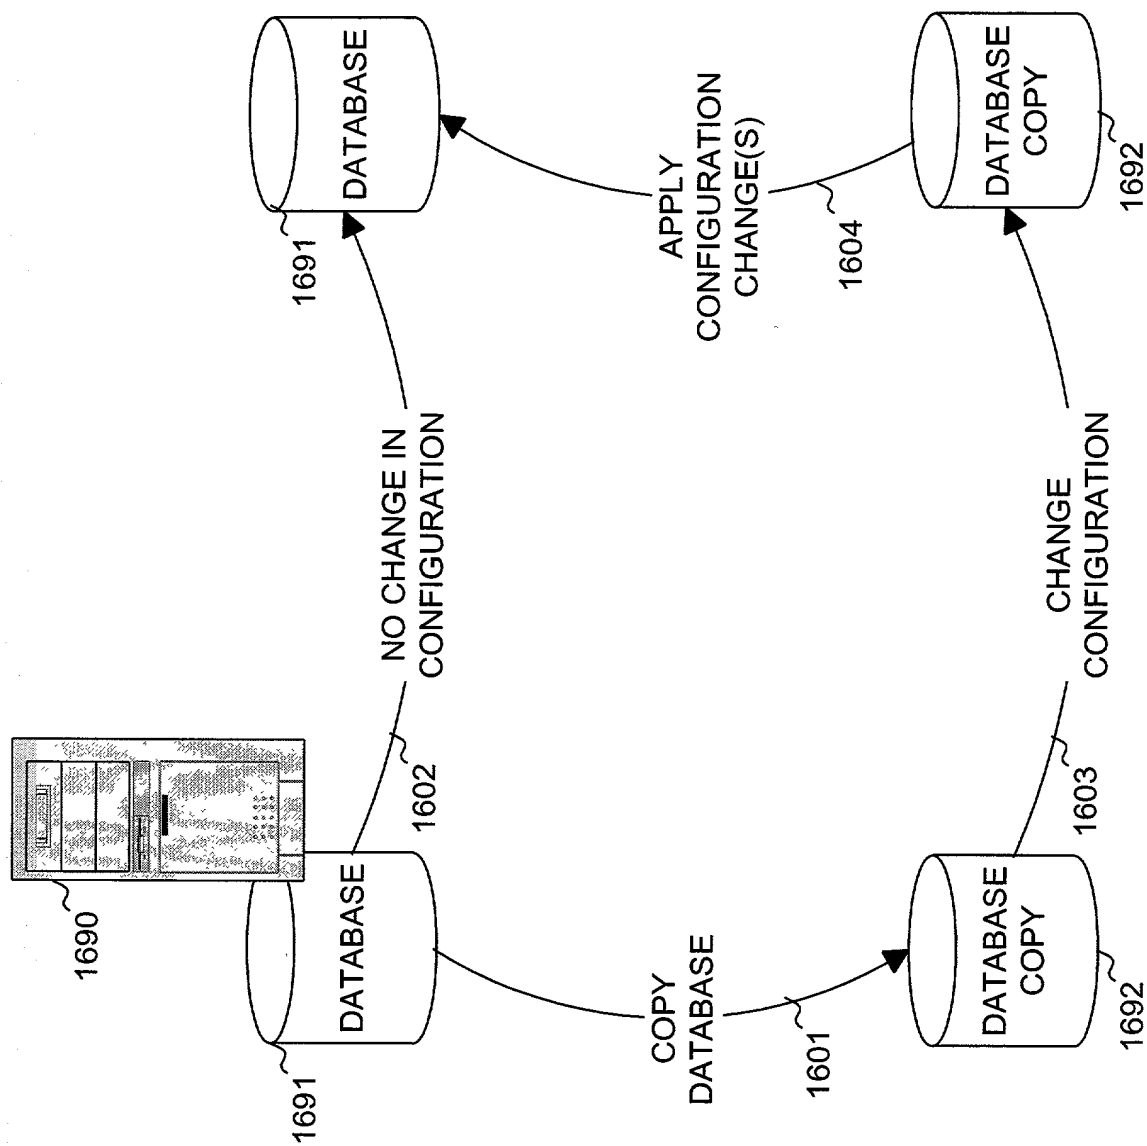 1690
1691
DATABASE
1602
NO CHANGE IN
CONFIGURATION
1691
DATABASE
COPY
DATABASE
1601
APPLY
CONFIGURATION
CHANGE(S)
1604
DATABASE
COPY
1692
1603
CHANGE
CONFIGURATION
DATABASE
COPY
1692